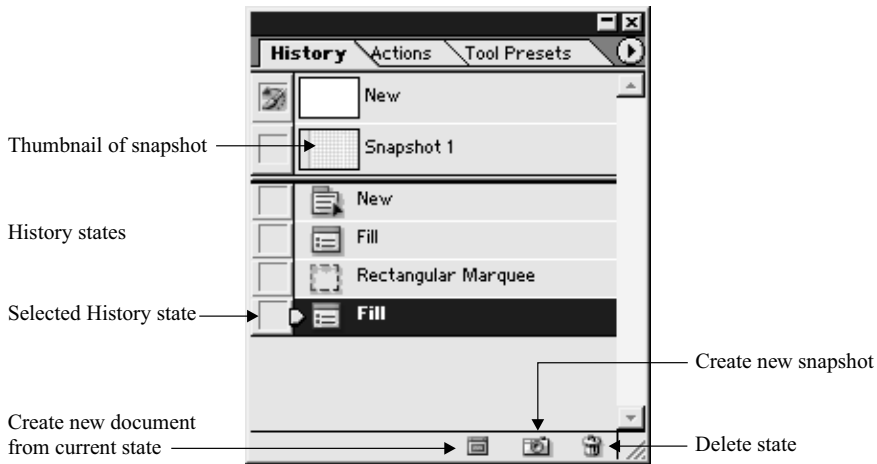 History Actions Tool Presets
New
Thumbnail of snapshot
Snapshot 1
New
History states
Fill
Rectangular Marquee
Selected History state
Fill
Create new snapshot
Create new document
from current state
Delete state